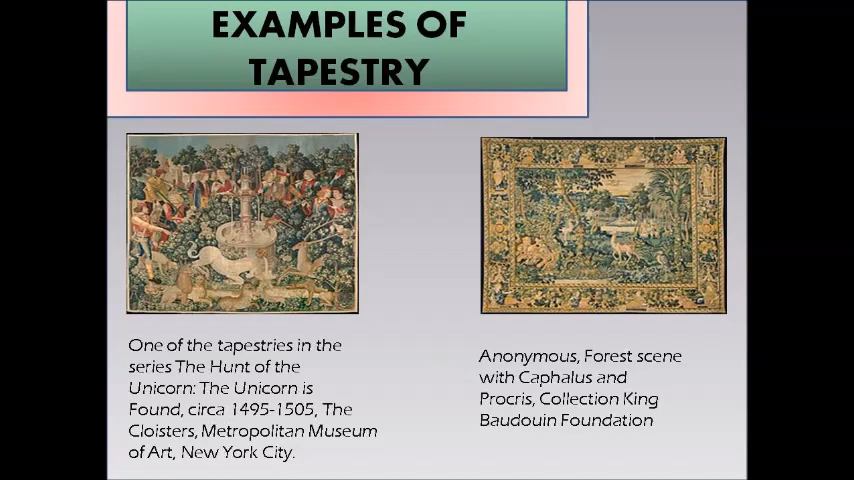 EXAMPLES OF
TAPESTRY
One of the tapestries in the
series The Hunt of the
Unicorn: The Unicorn is
Found, circa 1495-1505, The
Cloisters, Metropolitan Museum
of Art, New York City.
Anonymous, Forest scene
with Caphalus and
Procris, Collection King
Baudouin Foundation